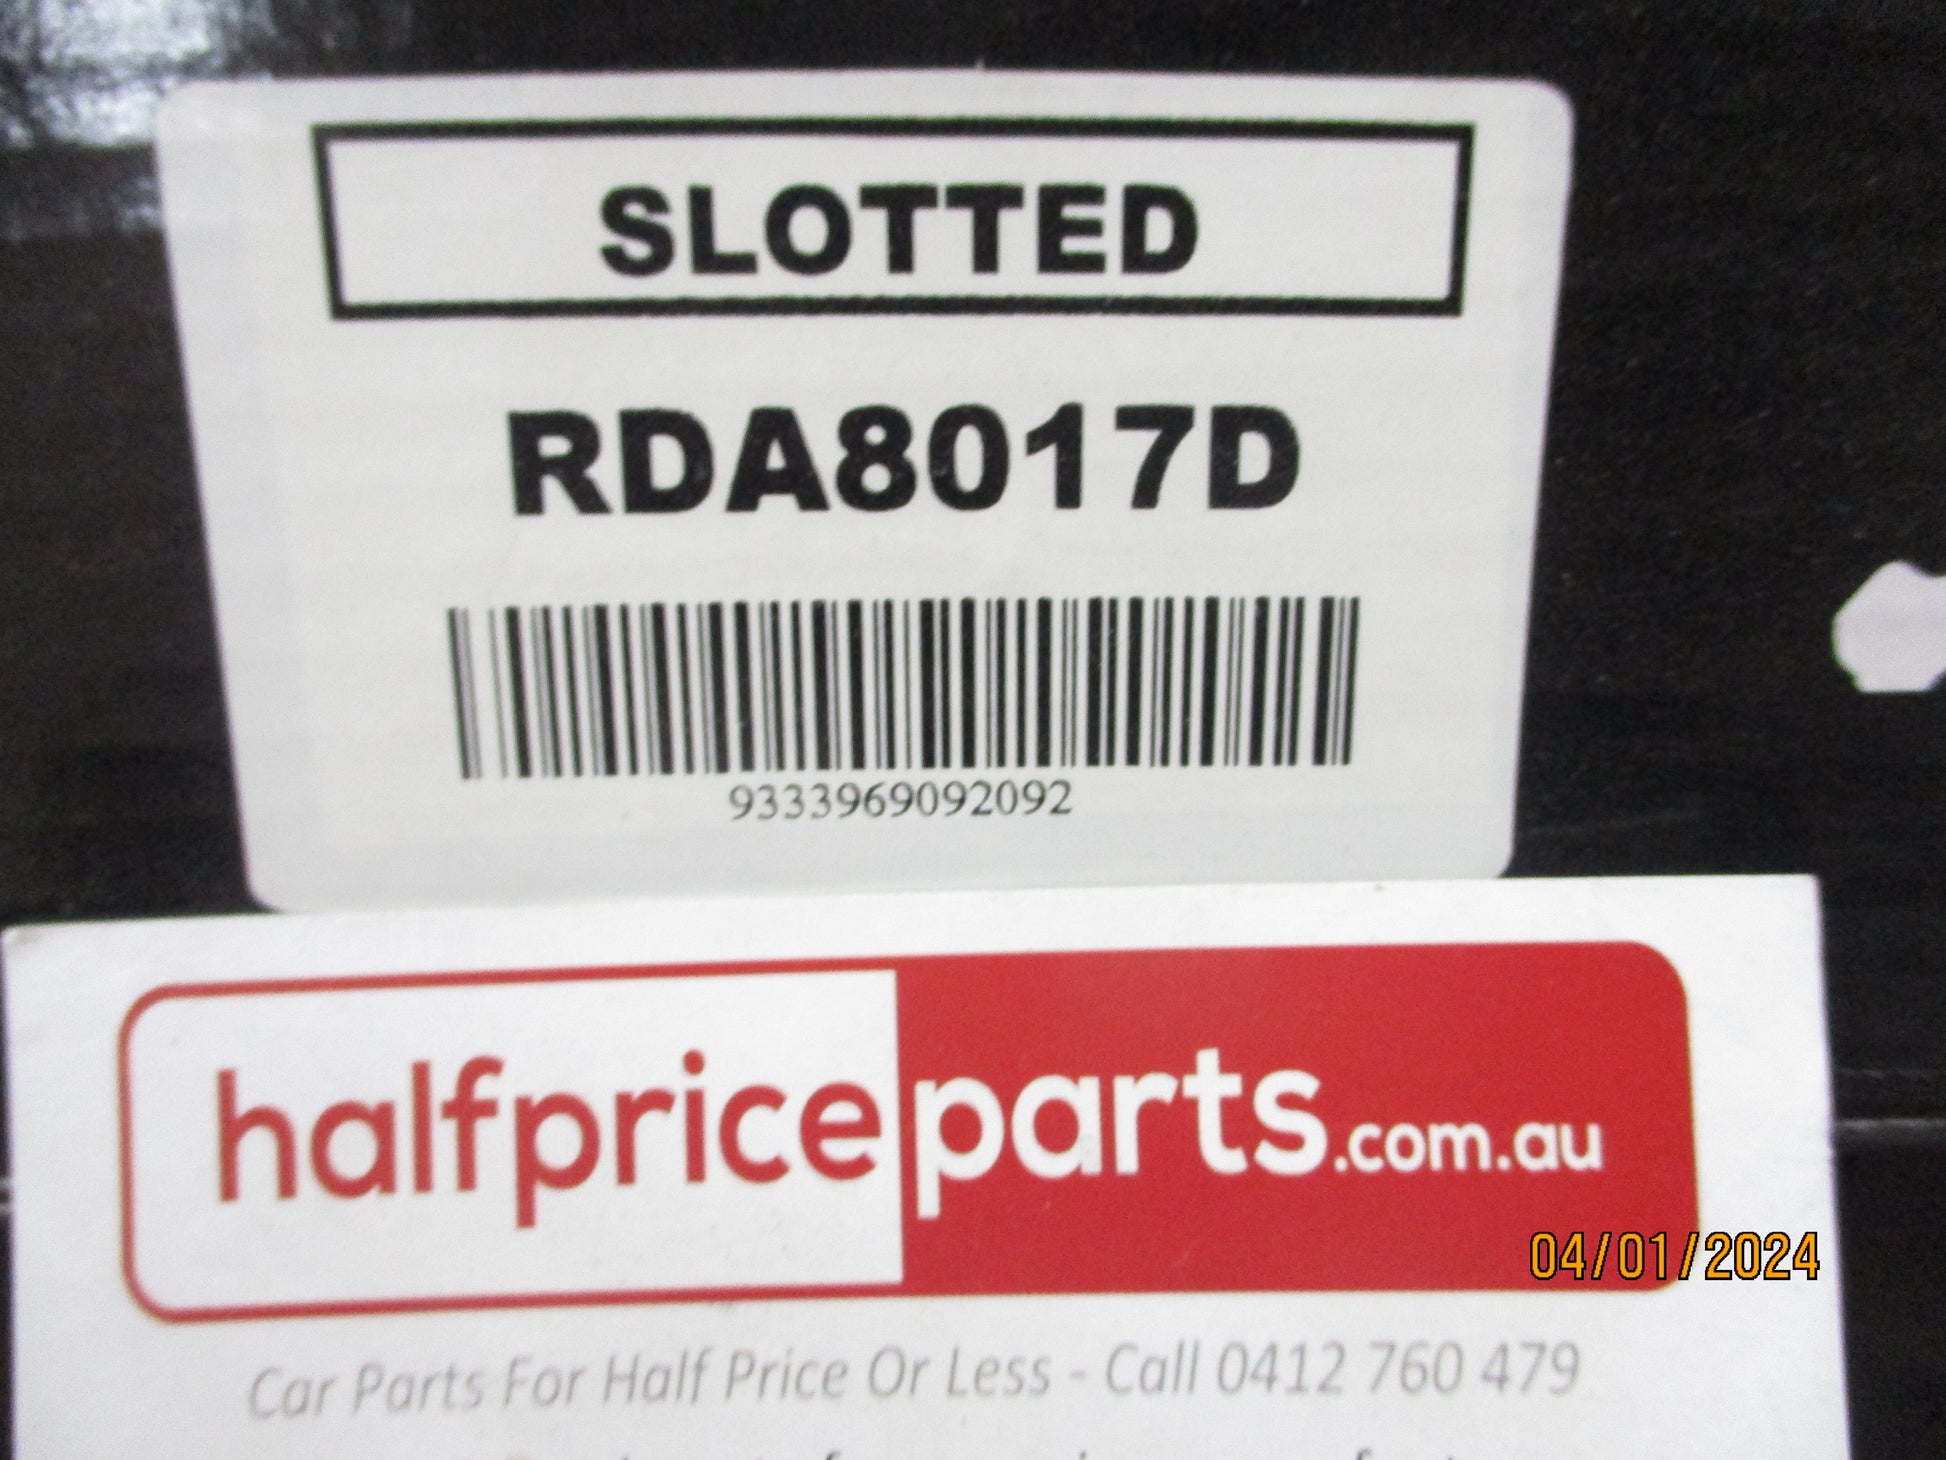 SLOTTED
RDA8017D
9333969092092
halfpriceparts.com.au
04/01/2024
Car Parts For Half Price Or Less - Call 0412 760 479